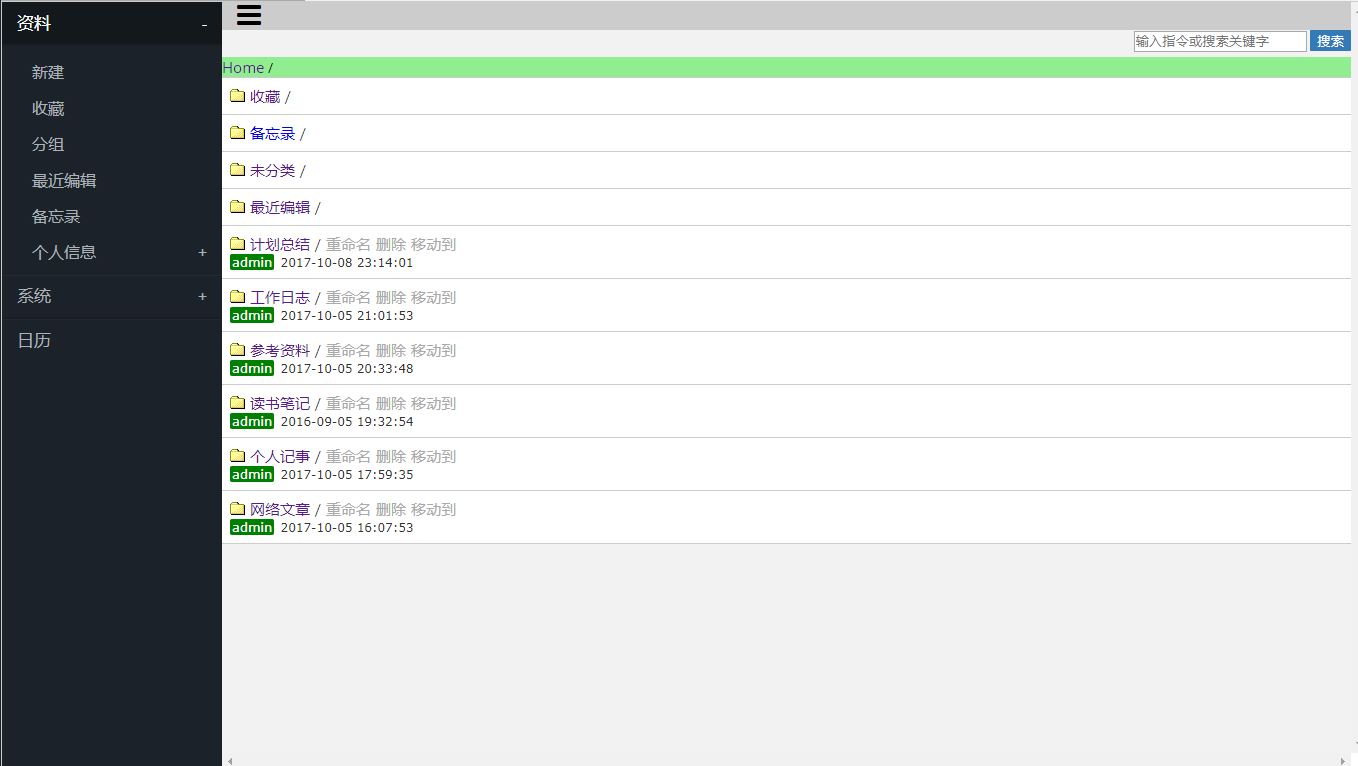 资料 -
新建
收藏
分组
最近编辑
备忘录
个人信息 +
系统 +
日历
输入指令或搜索关键字 搜索
Home /
收藏 /
备忘录 /
未分类 /
最近编辑 /
计划总结 / 重命名 删除 移动到
admin 2017-10-08 23:14:01
工作日志 / 重命名 删除 移动到
admin 2017-10-05 21:01:53
参考资料 / 重命名 删除 移动到
admin 2017-10-05 20:33:48
读书笔记 / 重命名 删除 移动到
admin 2016-09-05 19:32:54
个人记事 / 重命名 删除 移动到
admin 2017-10-05 17:59:35
网络文章 / 重命名 删除 移动到
admin 2017-10-05 16:07:53